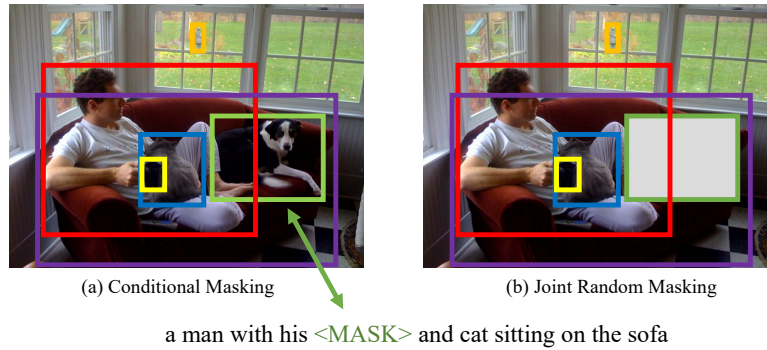 (a) Conditional Masking
(b) Joint Random Masking
a man with his <MASK> and cat sitting on the sofa